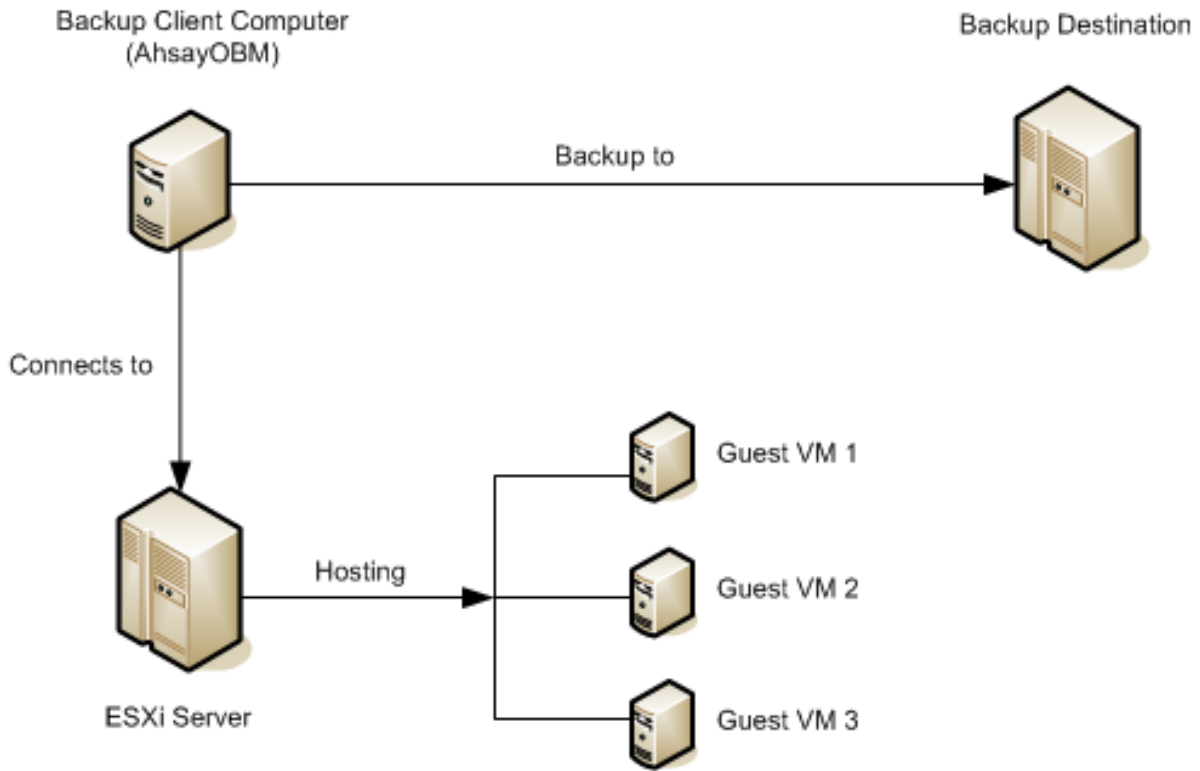 Backup Client Computer
(AhsayOBM)
Backup Destination
Backup to
Connects to
Guest VM 1
Hosting
Guest VM 2
ESXi Server
Guest VM 3